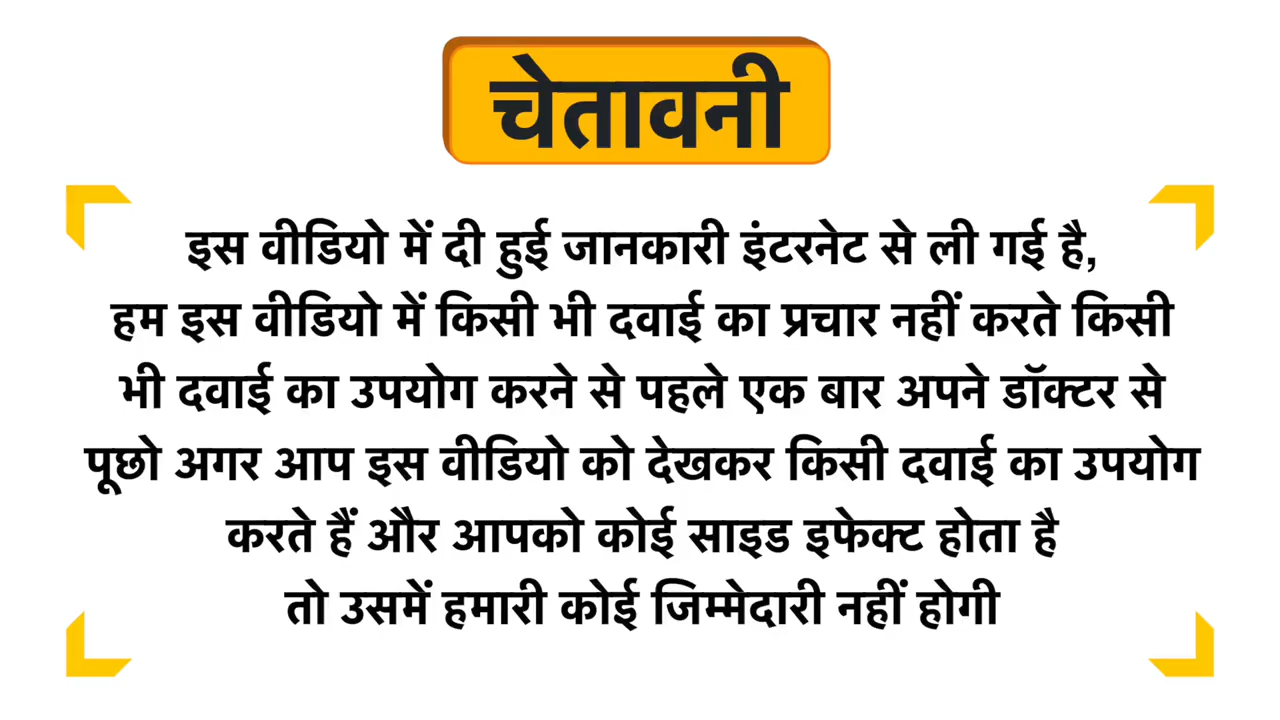 चेतावनी
इस वीडियो में दी हुई जानकारी इंटरनेट से ली गई है,
हम इस वीडियो में किसी भी दवाई का प्रचार नहीं करते किसी
भी दवाई का उपयोग करने से पहले एक बार अपने डॉक्टर से
पूछो अगर आप इस वीडियो को देखकर किसी दवाई का उपयोग
करते हैं और आपको कोई साइड इफेक्ट होता है
तो उसमें हमारी कोई जिम्मेदारी नहीं होगी